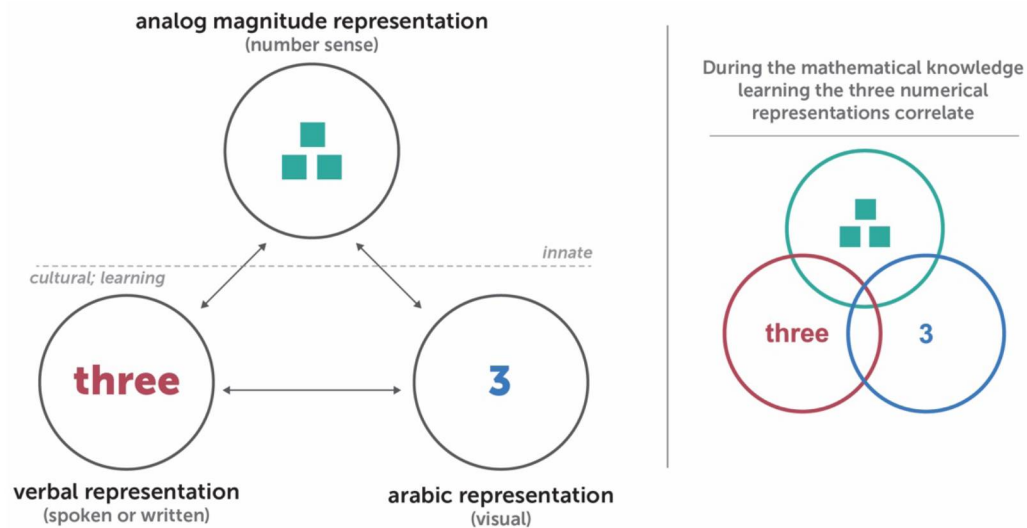 analog magnitude representation
(number sense)
innate
cultural; learning
three
3
verbal representation
(spoken or written)
arabic representation
(visual)
During the mathematical knowledge
learning the three numerical
representations correlate
three
3